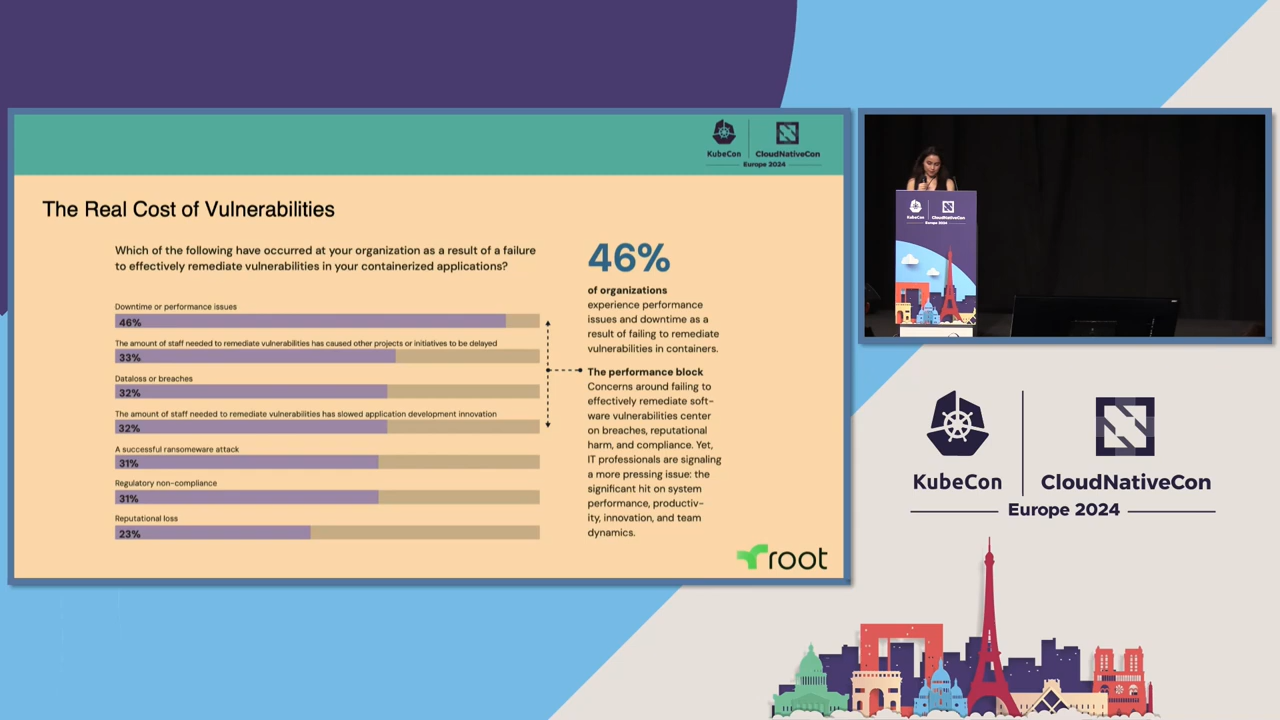 KubeCon
CloudNativeCon
Europe 2024
The Real Cost of Vulnerabilities
Which of the following have occurred at your organization as a result of a failure
to effectively remediate vulnerabilities in your containerized applications?
Downtime or performance issues
46%
The amount of staff needed to remediate vulnerabilities has caused other projects or initiatives to be delayed
33%
Dataloss or breaches
32%
The amount of staff needed to remediate vulnerabilities has slowed application development innovation
32%
A successful ransomeware attack
31%
Regulatory non-compliance
31%
Reputational loss
23%
46%
of organizations
experience performance
issues and downtime as a
result of failing to remediate
vulnerabilities in containers.
The performance block
Concerns around failing to
effectively remediate soft-
ware vulnerabilities center
on breaches, reputational
harm, and compliance. Yet,
IT professionals are signaling
a more pressing issue: the
significant hit on system
performance, productiv-
ity, innovation, and team
dynamics.
root
KubeCon
CloudNativeCon
Europe 2024
KubeCon
CloudNativeCon
Europe 2024